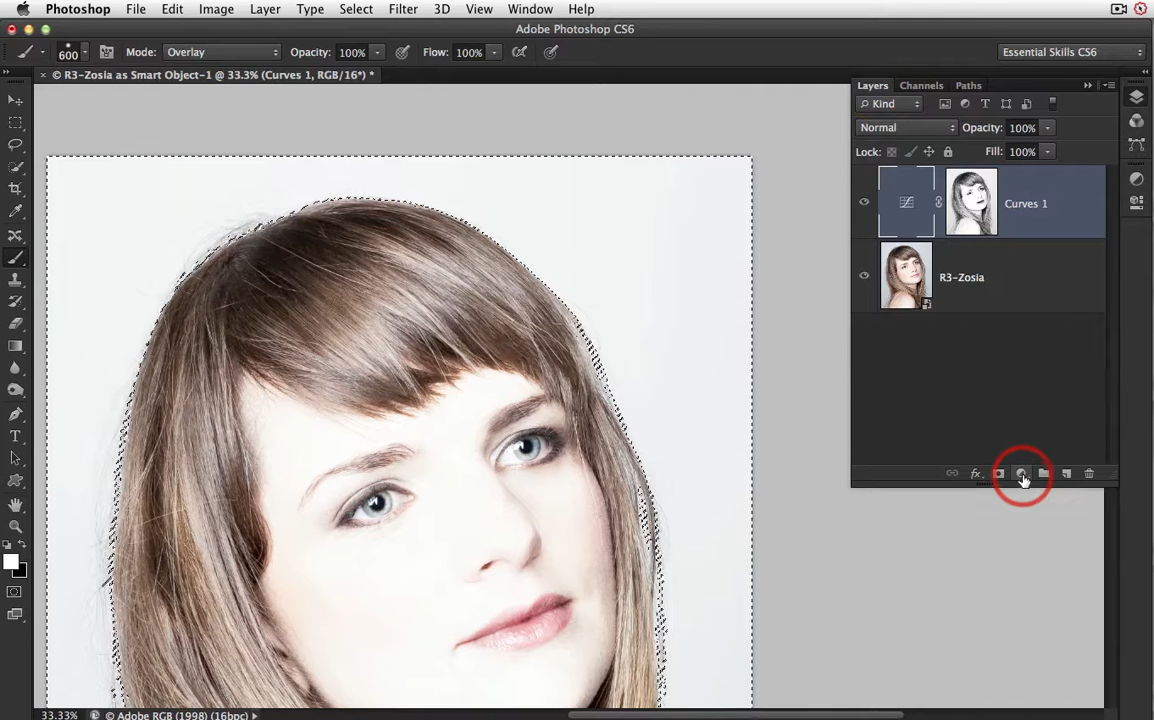 Photoshop File Edit Image Layer Type Select Filter 3D View Window Help
Adobe Photoshop CS6
600 Mode: Overlay Opacity: 100% Flow: 100% Essential Skills CS6
× © R3-Zosia as Smart Object-1 @ 33.3% (Curves 1, RGB/16*) *
Layers Channels Paths
Kind
Normal Opacity: 100%
Lock: Fill: 100%
Curves 1
R3-Zosia
fx
33.33% © Adobe RGB (1998) (16bpc)